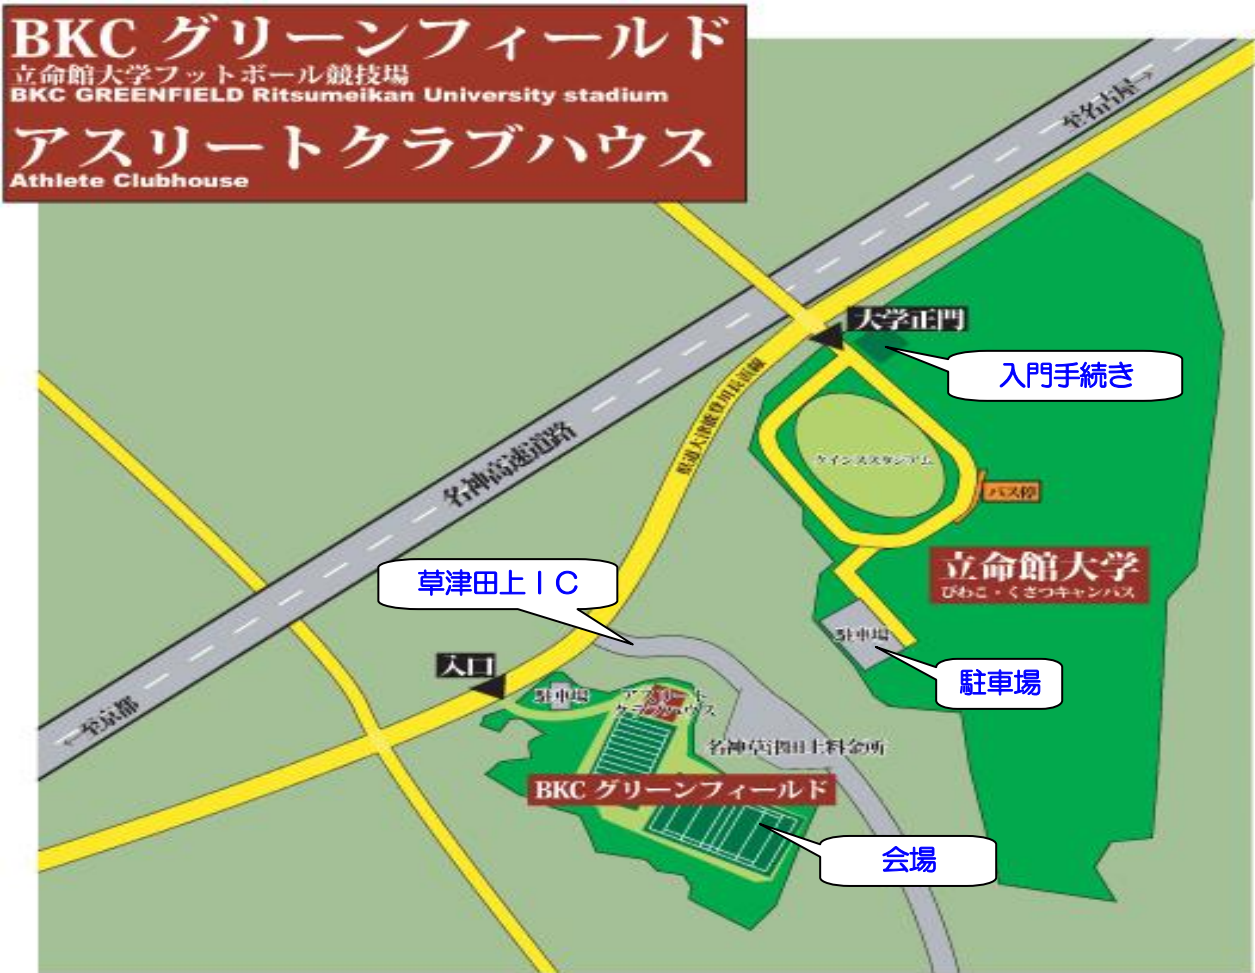 BKC グリーンフィールド
立命館大学フットボール競技場
BKC GREENFIELD Ritsumeikan University stadium
アスリートクラブハウス
Athlete Clubhouse
至名古屋→
大学正門
入門手続き
県道大津能登川長浜線
名神高速道路
クインススタジアム
バス停
立命館大学
びわこ・くさつキャンパス
草津田上IC
駐車場
駐車場
入口
駐車場
アスリート
クラブハウス
←至京都
名神草津田上料金所
BKC グリーンフィールド
会場